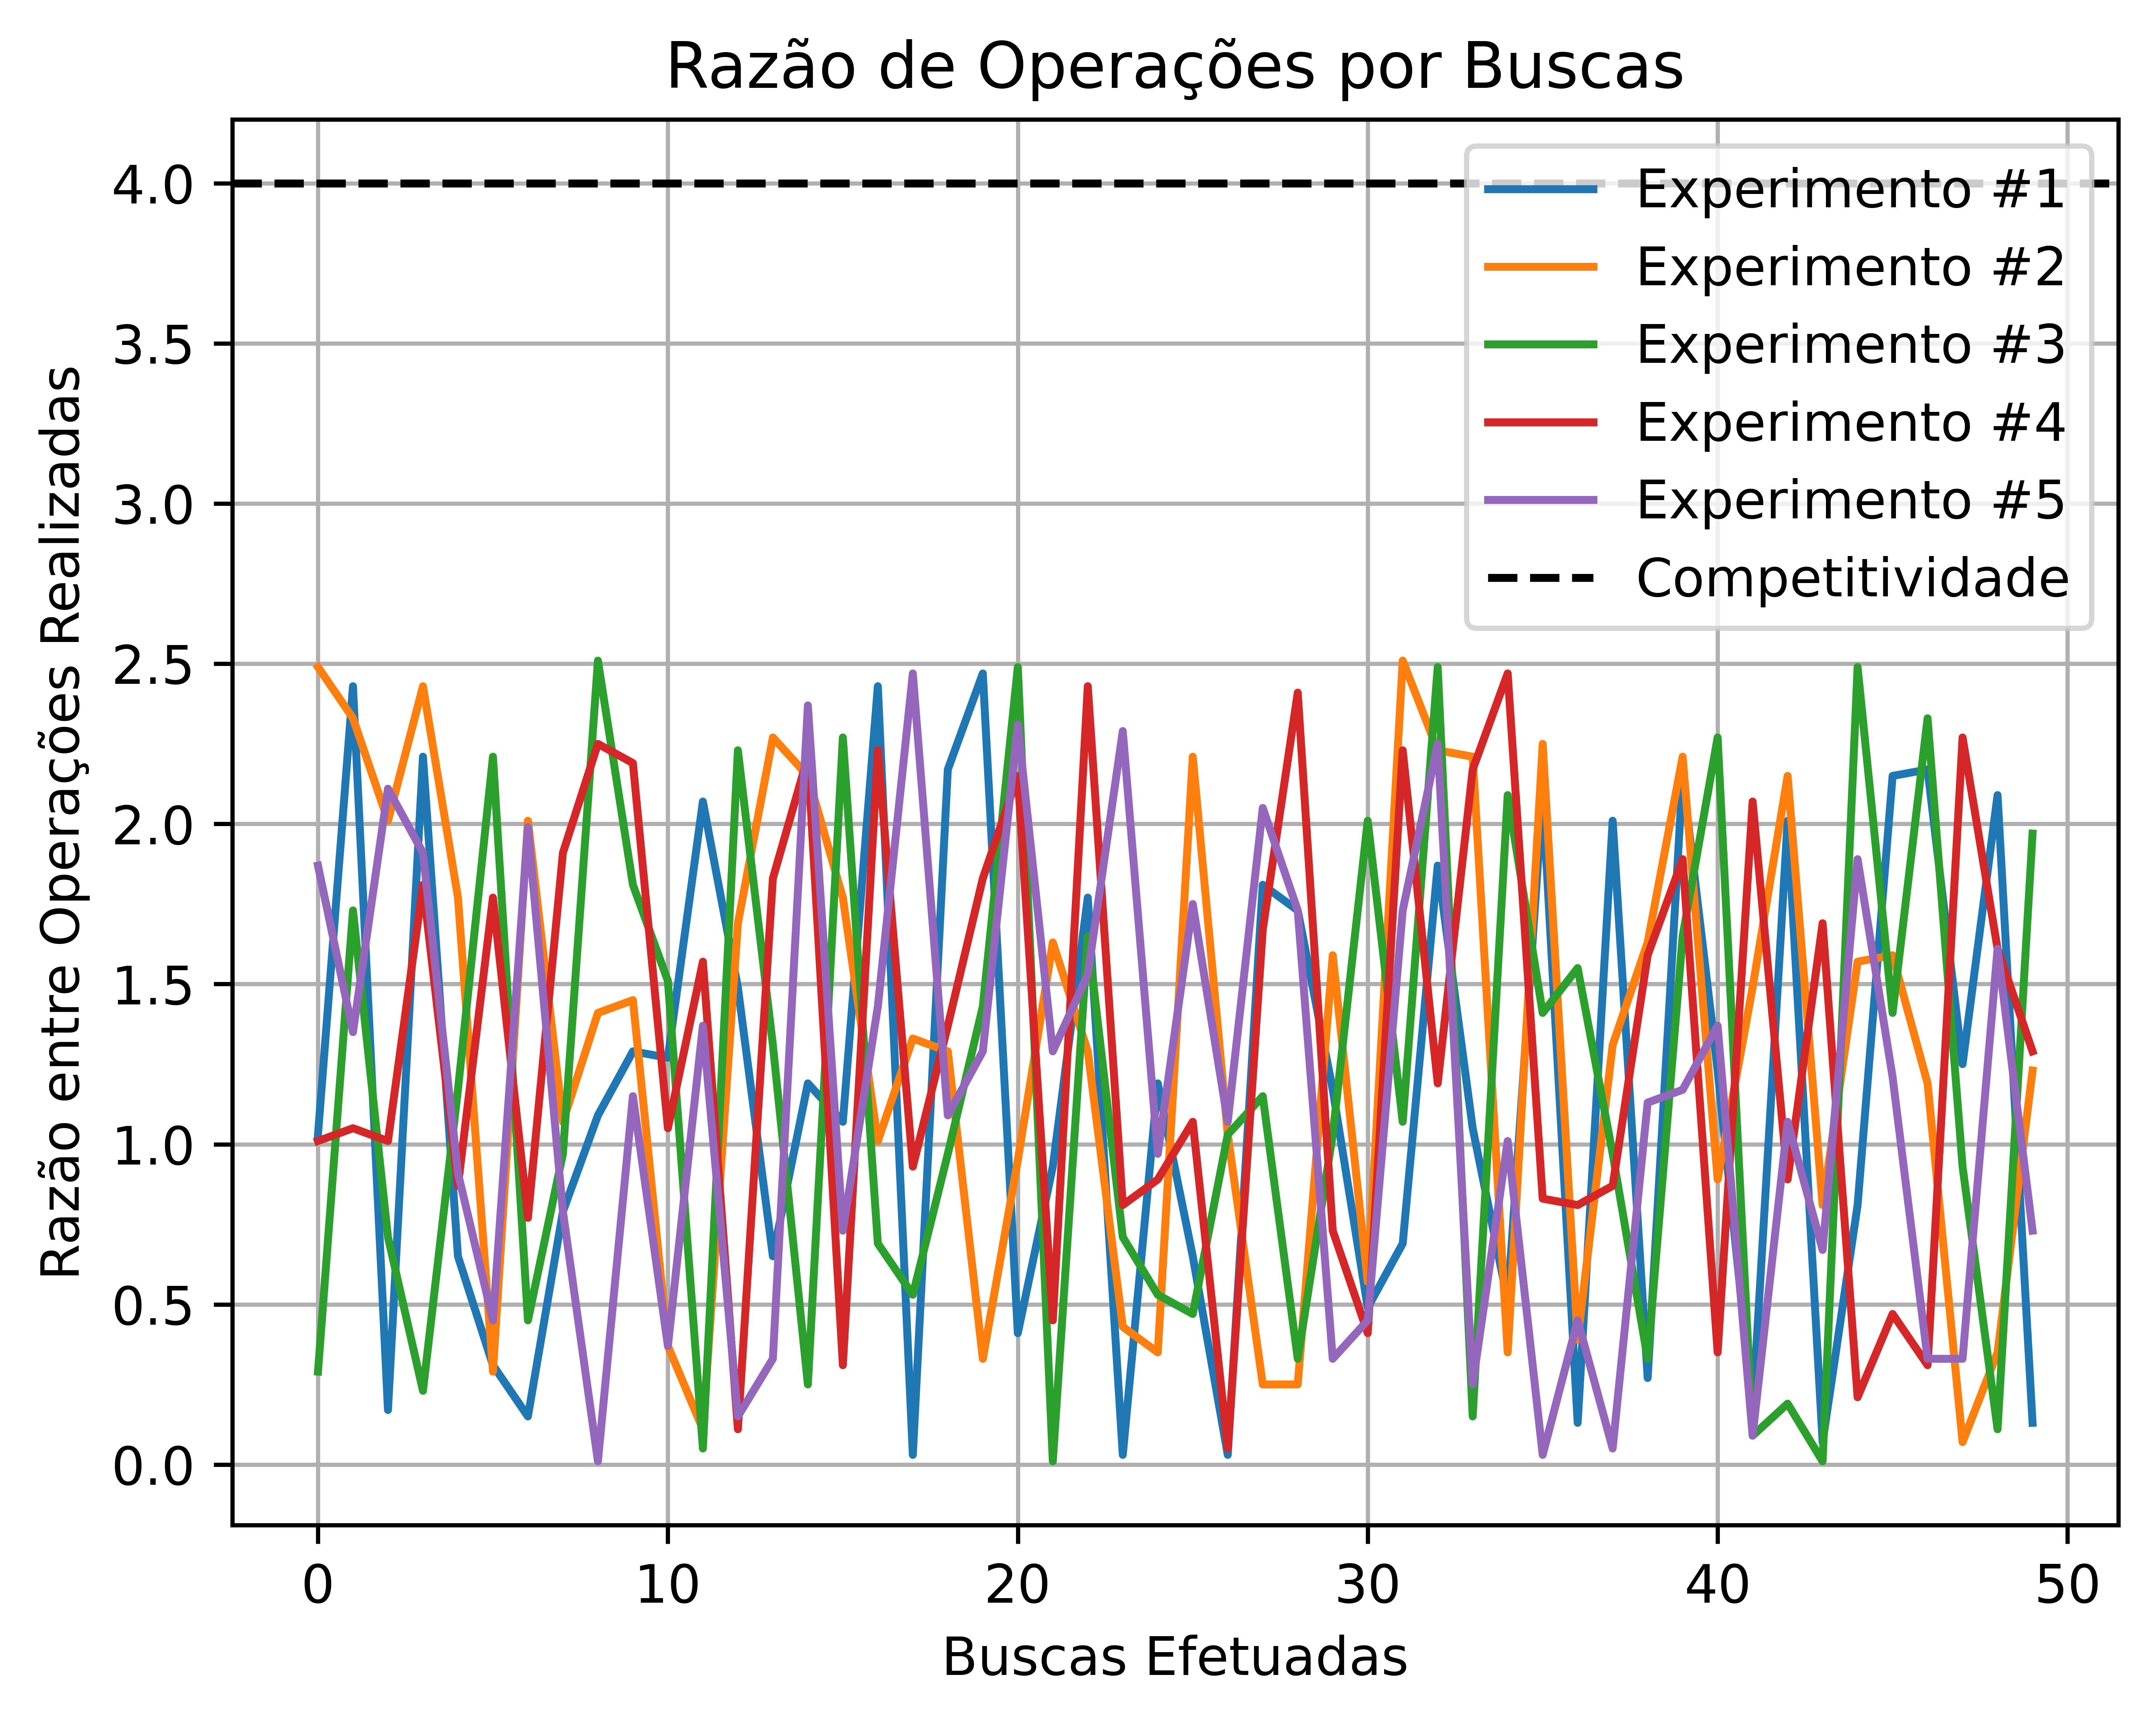 Razão de Operações por Buscas
Razão entre Operações Realizadas
4.0
3.5
3.0
2.5
2.0
1.5
1.0
0.5
0.0
Experimento #1
Experimento #2
Experimento #3
Experimento #4
Experimento #5
Competitividade
0 10 20 30 40 50
Buscas Efetuadas